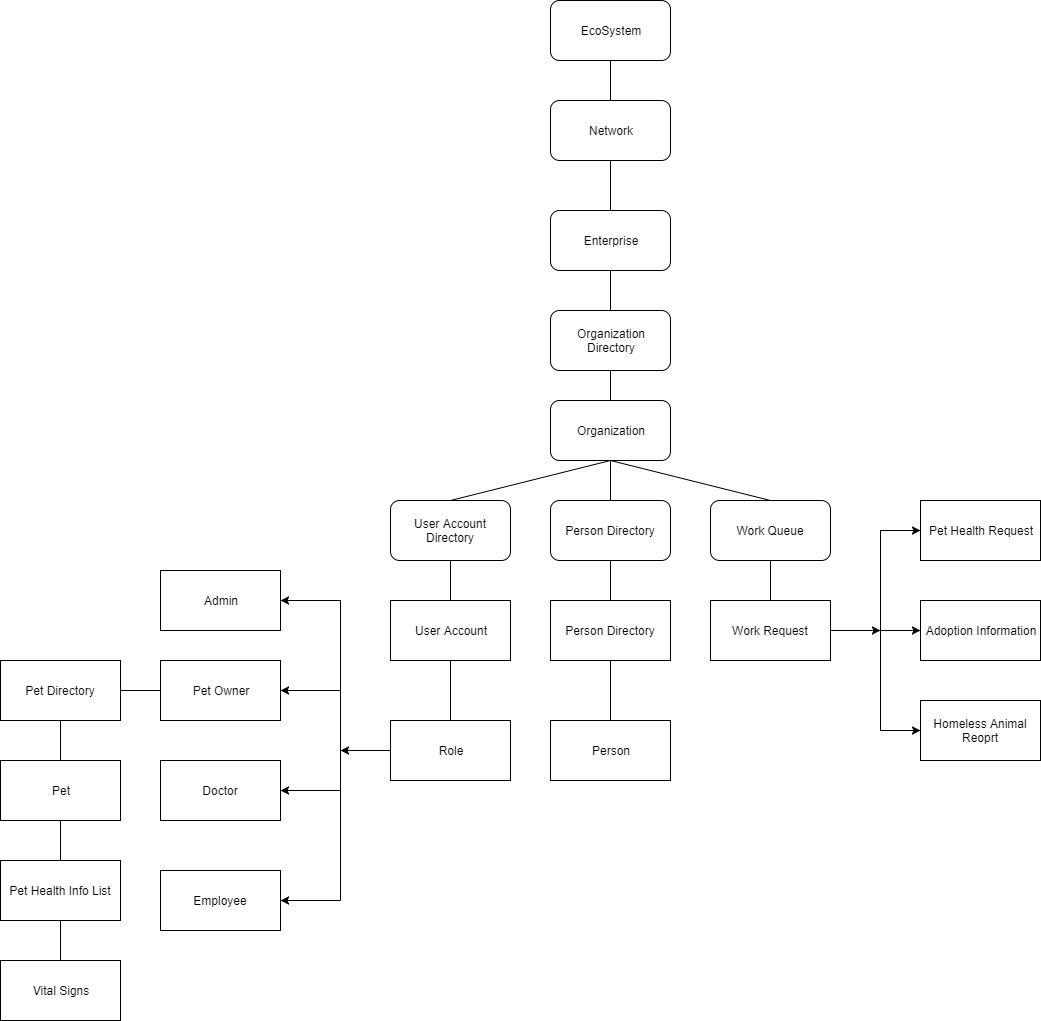 EcoSystem
Network
Enterprise
Organization
Directory
Organization
User Account
Directory
Person Directory
Work Queue
Pet Health Request
Admin
User Account
Person Directory
Work Request
Adoption Information
Pet Directory
Pet Owner
Role
Person
Homeless Animal
Reoprt
Pet
Doctor
Pet Health Info List
Employee
Vital Signs